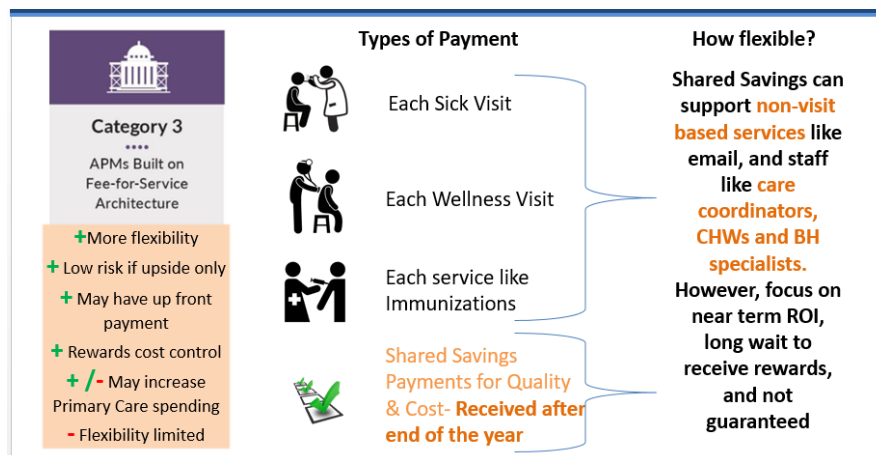 Category 3
••••
APMs Built on
Fee-for-Service
Architecture
+More flexibility
+ Low risk if upside only
+ May have up front
payment
+ Rewards cost control
+ /- May increase
Primary Care spending
- Flexibility limited
Types of Payment
Each Sick Visit
Each Wellness Visit
Each service like
Immunizations
Shared Savings
Payments for Quality
& Cost- Received after
end of the year
How flexible?
Shared Savings can
support non-visit
based services like
email, and staff
like care
coordinators,
CHWs and BH
specialists.
However, focus on
near term ROI,
long wait to
receive rewards,
and not
guaranteed